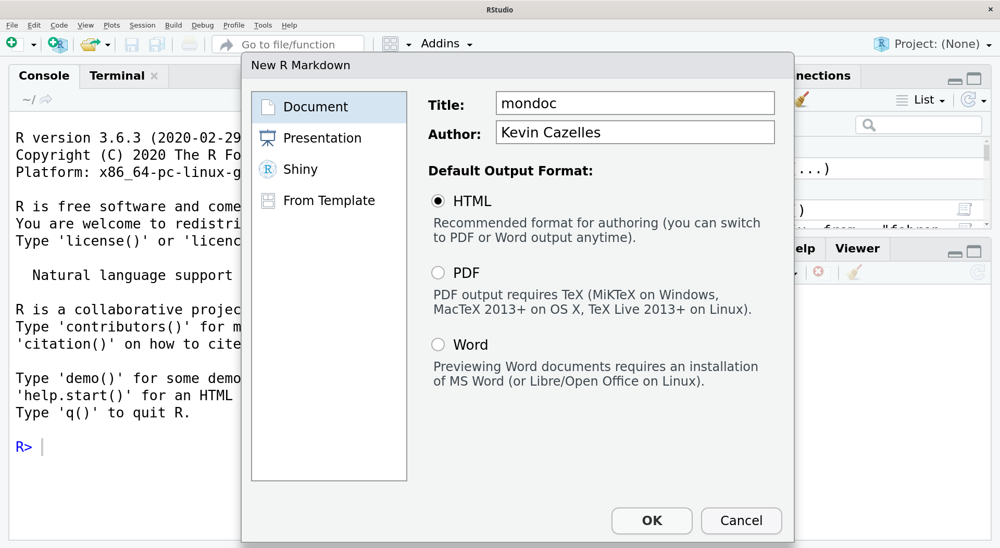 RStudio
File Edit Code View Plots Session Build Debug Profile Tools Help
Go to file/function Addins Project: (None)
Console Terminal
~/
R version 3.6.3 (2020-02-29
Copyright (C) 2020 The R Fo
Platform: x86_64-pc-linux-g
R is free software and come
You are welcome to redistri
Type 'license()' or 'licenc
Natural language support
R is a collaborative projec
Type 'contributors()' for m
'citation()' on how to cite
Type 'demo()' for some demo
'help.start()' for an HTML
Type 'q()' to quit R.
R>
New R Markdown
Document
Presentation
Shiny
From Template
Title: mondoc
Author: Kevin Cazelles
Default Output Format:
HTML
Recommended format for authoring (you can switch
to PDF or Word output anytime).
PDF
PDF output requires TeX (MiKTeX on Windows,
MacTeX 2013+ on OS X, TeX Live 2013+ on Linux).
Word
Previewing Word documents requires an installation
of MS Word (or Libre/Open Office on Linux).
OK Cancel
nnections
List
(...)
()
elp Viewer